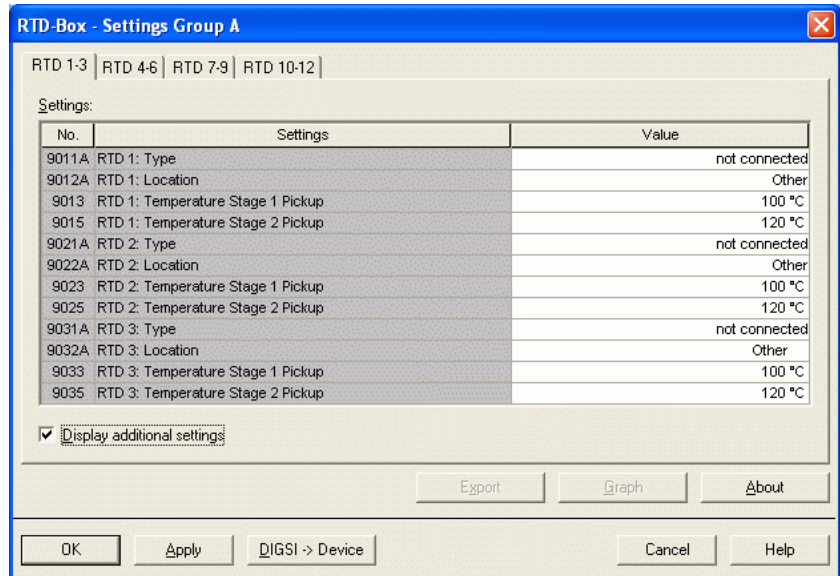 RTD-Box - Settings Group A
RTD 1-3 RTD 4-6 RTD 7-9 RTD 10-12
Settings:
No. Settings Value
9011A RTD 1: Type not connected
9012A RTD 1: Location Other
9013 RTD 1: Temperature Stage 1 Pickup 100 °C
9015 RTD 1: Temperature Stage 2 Pickup 120 °C
9021A RTD 2: Type not connected
9022A RTD 2: Location Other
9023 RTD 2: Temperature Stage 1 Pickup 100 °C
9025 RTD 2: Temperature Stage 2 Pickup 120 °C
9031A RTD 3: Type not connected
9032A RTD 3: Location Other
9033 RTD 3: Temperature Stage 1 Pickup 100 °C
9035 RTD 3: Temperature Stage 2 Pickup 120 °C
Display additional settings
Export Graph About
OK Apply DIGSI -> Device Cancel Help